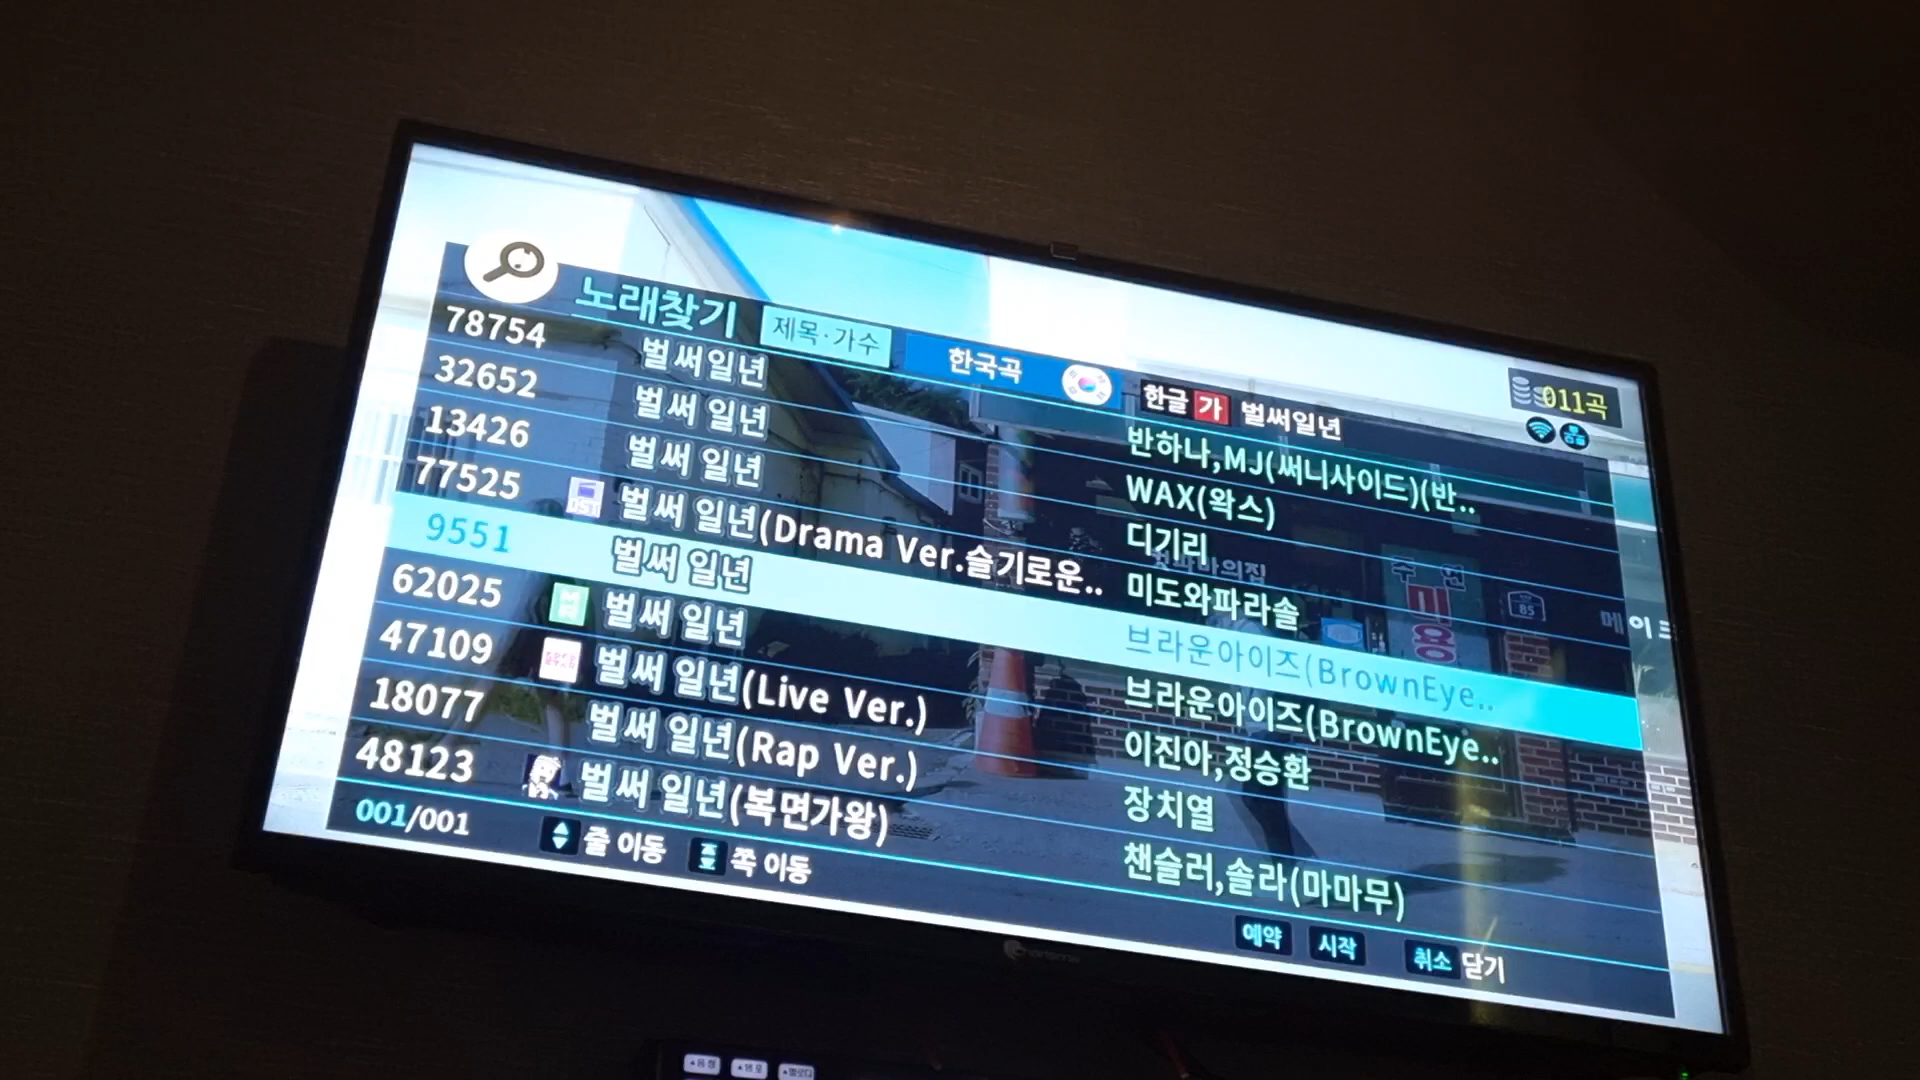 노래찾기 제목·가수 한국곡 한글 가 벌써일년 011곡
78754 벌써일년 반하나,MJ(써니사이드)(반..
32652 벌써 일년 WAX(왁스)
13426 벌써 일년 디기리
77525 OST 벌써 일년(Drama Ver.슬기로운.. 미도와파라솔
9551 벌써 일년 브라운아이즈(BrownEye..
62025 벌써 일년 브라운아이즈(BrownEye..
47109 벌써 일년(Live Ver.) 이진아,정승환
18077 벌써 일년(Rap Ver.) 장치열
48123 벌써 일년(복면가왕) 챈슬러,솔라(마마무)
001/001 줄 이동 쪽 이동 예약 시작 취소 닫기
미용
85
메이크